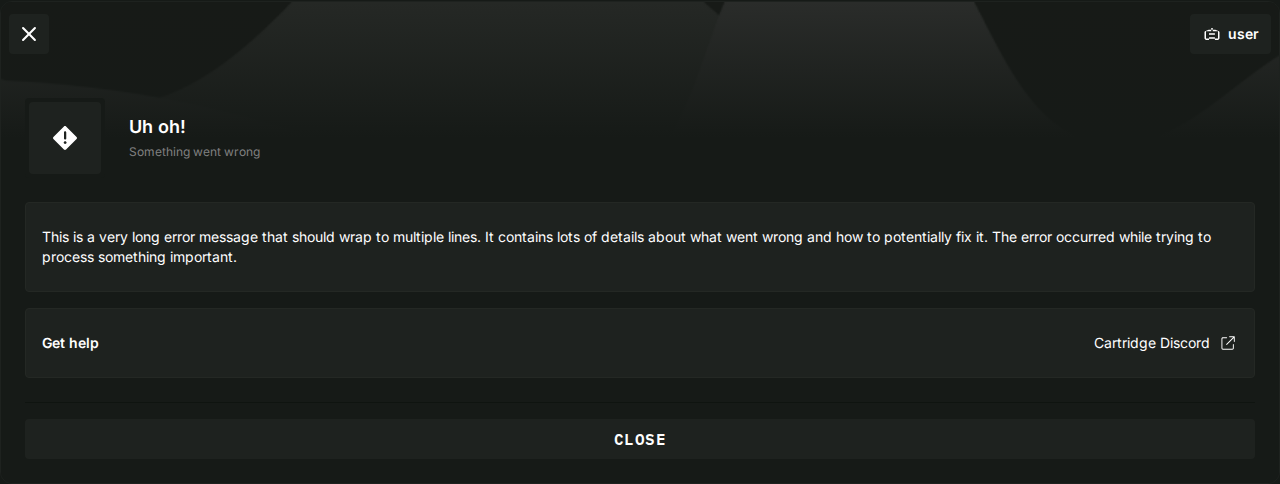 user
Uh oh!
Something went wrong
This is a very long error message that should wrap to multiple lines. It contains lots of details about what went wrong and how to potentially fix it. The error occurred while trying to
process something important.
Get help
Cartridge Discord
CLOSE